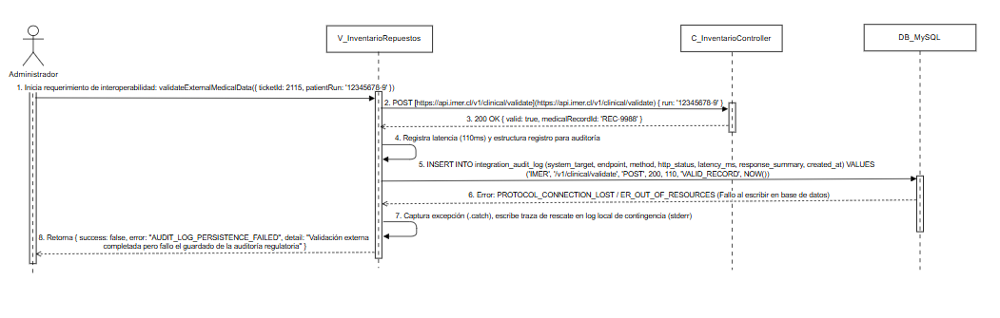 V_InventarioRepuestos
C_InventarioController
DB_MySQL
Administrador
1. Inicia requerimiento de interoperabilidad: validateExternalMedicalData({ ticketId: 2115, patientRun: '12345678-9' })
2. POST [https://api.imer.cl/v1/clinical/validate](https://api.imer.cl/v1/clinical/validate) { run: '12345678-9' }
3. 200 OK { valid: true, medicalRecordId: 'REC-9988' }
4. Registra latencia (110ms) y estructura registro para auditoría
5. INSERT INTO integration_audit_log (system_target, endpoint, method, http_status, latency_ms, response_summary, created_at) VALUES
('IMER', '/v1/clinical/validate', 'POST', 200, 110, 'VALID_RECORD', NOW())
6. Error: PROTOCOL_CONNECTION_LOST / ER_OUT_OF_RESOURCES (Fallo al escribir en base de datos)
7. Captura excepción (.catch), escribe traza de rescate en log local de contingencia (stderr)
8. Retorna { success: false, error: "AUDIT_LOG_PERSISTENCE_FAILED", detail: "Validación externa
completada pero fallo el guardado de la auditoría regulatoria" }